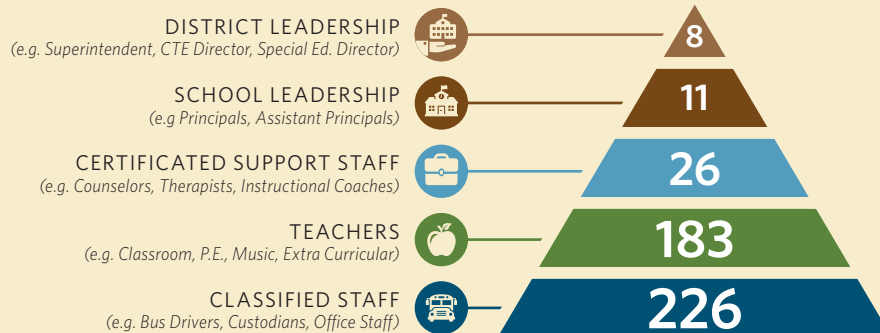 DISTRICT LEADERSHIP
(e.g. Superintendent, CTE Director, Special Ed. Director)
8
SCHOOL LEADERSHIP
(e.g Principals, Assistant Principals)
11
CERTIFICATED SUPPORT STAFF
(e.g. Counselors, Therapists, Instructional Coaches)
26
TEACHERS
(e.g. Classroom, P.E., Music, Extra Curricular)
183
CLASSIFIED STAFF
(e.g. Bus Drivers, Custodians, Office Staff)
226